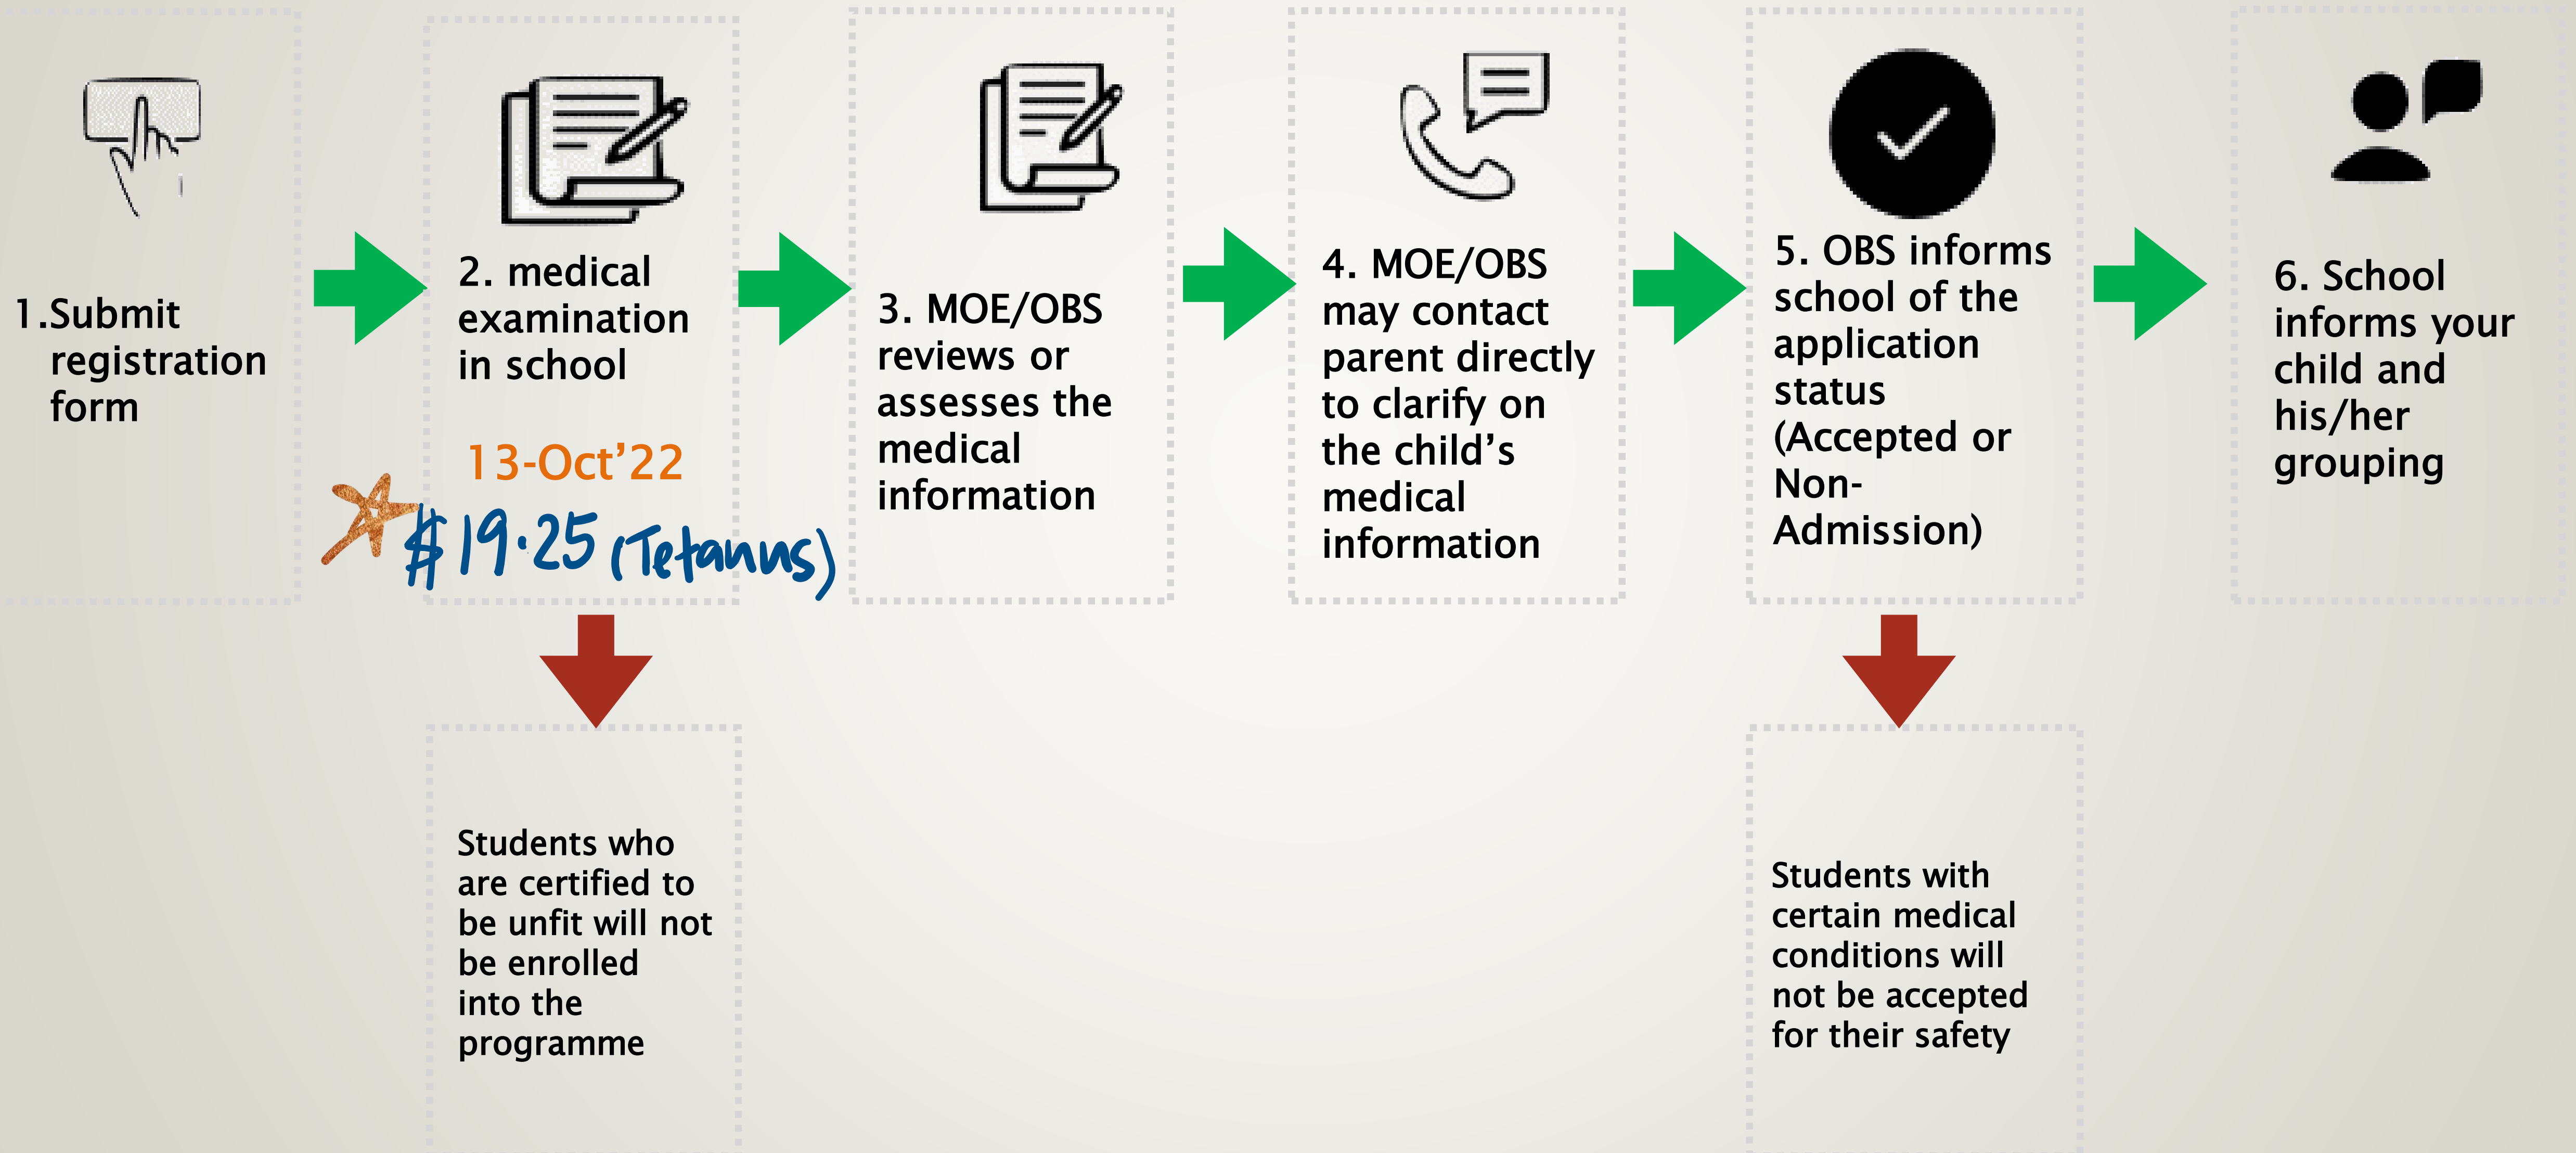 1.Submit
registration
form
2. medical
examination
in school
13-Oct’22
$19.25 (Tetanus)
3. MOE/OBS
reviews or
assesses the
medical
information
4. MOE/OBS
may contact
parent directly
to clarify on
the child’s
medical
information
5. OBS informs
school of the
application
status
(Accepted or
Non-
Admission)
6. School
informs your
child and
his/her
grouping
Students who
are certified to
be unfit will not
be enrolled
into the
programme
Students with
certain medical
conditions will
not be accepted
for their safety